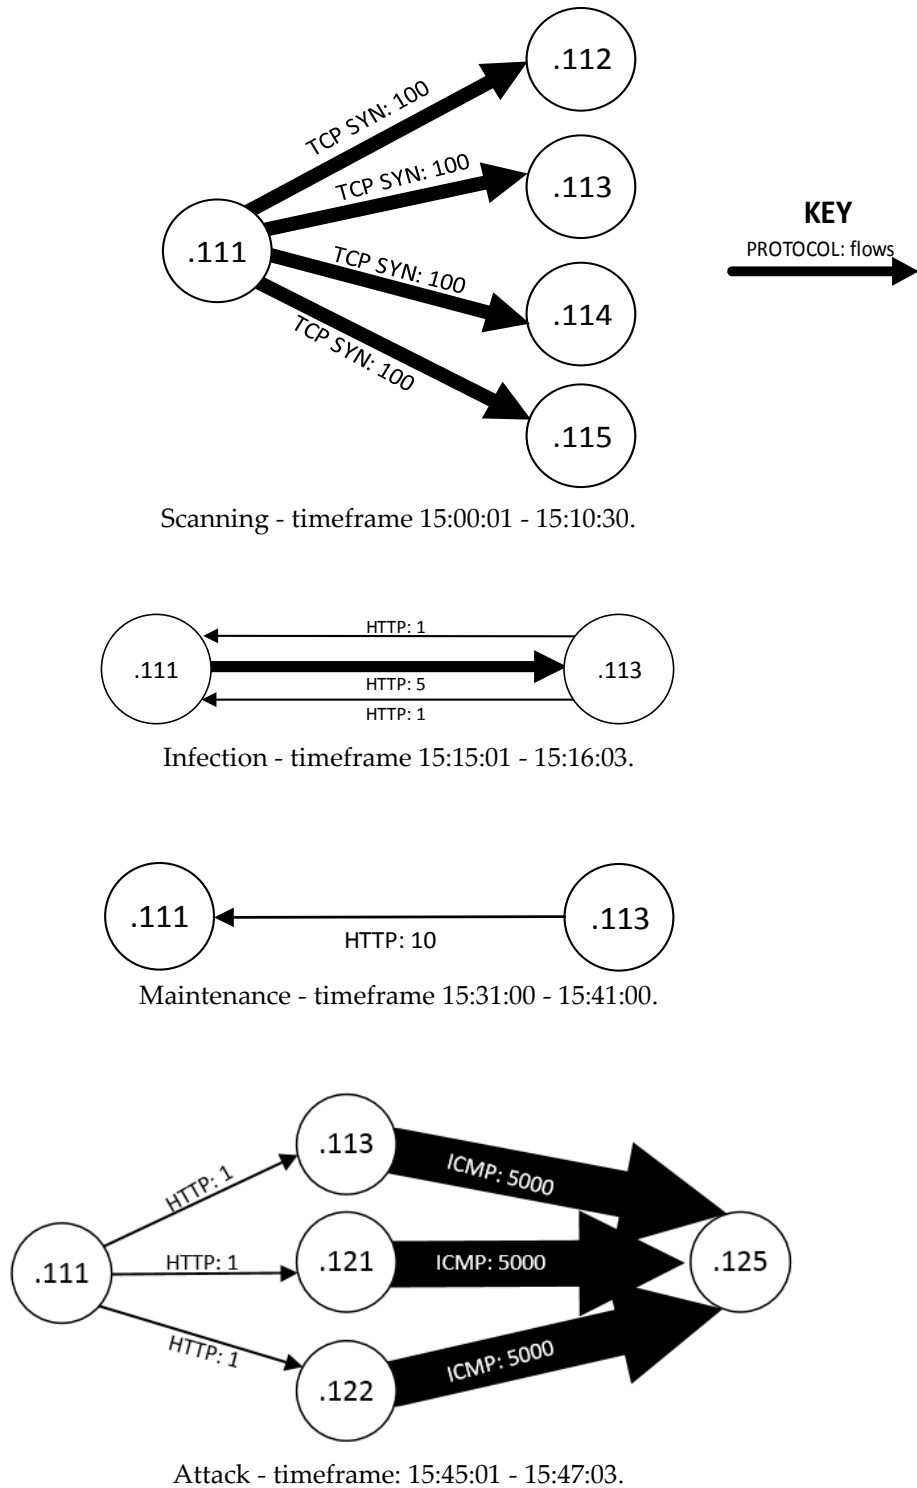 .112
TCP SYN: 100
.113
TCP SYN: 100
KEY
PROTOCOL: flows
.111
TCP SYN: 100
.114
TCP SYN: 100
.115
Scanning - timeframe 15:00:01 - 15:10:30.
HTTP: 1
.111
.113
HTTP: 5
HTTP: 1
Infection - timeframe 15:15:01 - 15:16:03.
.111
.113
HTTP: 10
Maintenance - timeframe 15:31:00 - 15:41:00.
.113
ICMP: 5000
HTTP: 1
.111
HTTP: 1
.121
ICMP: 5000
.125
HTTP: 1
.122
ICMP: 5000
Attack - timeframe: 15:45:01 - 15:47:03.